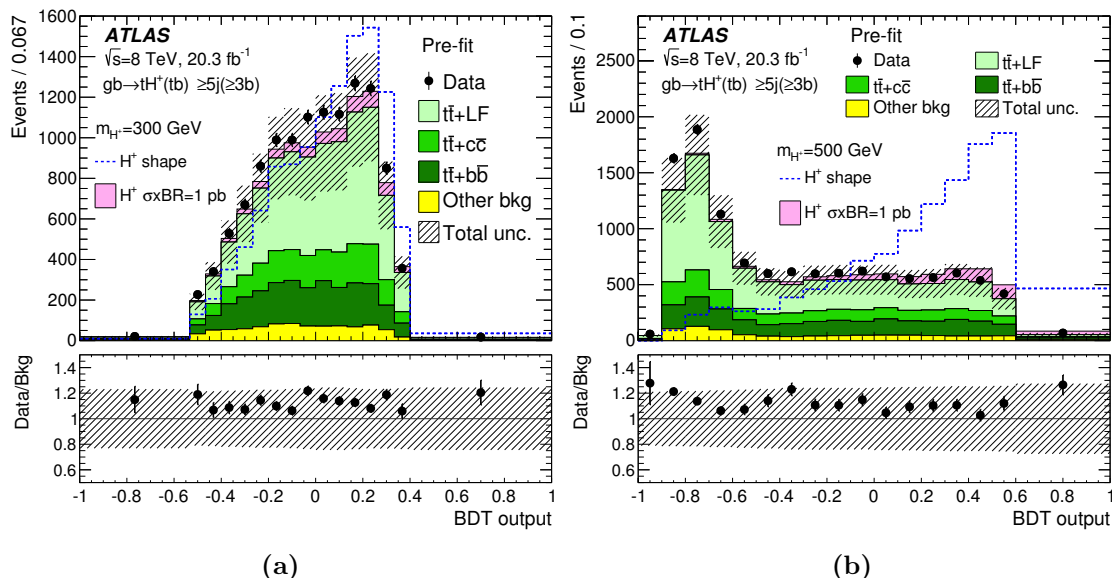 Events / 0.067
1600
1400
1200
1000
800
600
400
200
0
ATLAS
√s=8 TeV, 20.3 fb⁻¹
gb→tH⁺(tb) ≥5j(≥3b)
m_H⁺=300 GeV
H⁺ shape
H⁺ σxBR=1 pb
Pre-fit
Data
tt̄+LF
tt̄+cc̄
tt̄+bb̄
Other bkg
Total unc.
Data/Bkg
1.4
1.2
1
0.8
0.6
-1 -0.8 -0.6 -0.4 -0.2 0 0.2 0.4 0.6 0.8 1
BDT output
(a)
Events / 0.1
2500
2000
1500
1000
500
0
ATLAS
√s=8 TeV, 20.3 fb⁻¹
gb→tH⁺(tb) ≥5j(≥3b)
Pre-fit
Data
tt̄+LF
tt̄+cc̄
tt̄+bb̄
Other bkg
Total unc.
m_H⁺=500 GeV
H⁺ shape
H⁺ σxBR=1 pb
Data/Bkg
1.4
1.2
1
0.8
0.6
-1 -0.8 -0.6 -0.4 -0.2 0 0.2 0.4 0.6 0.8 1
BDT output
(b)